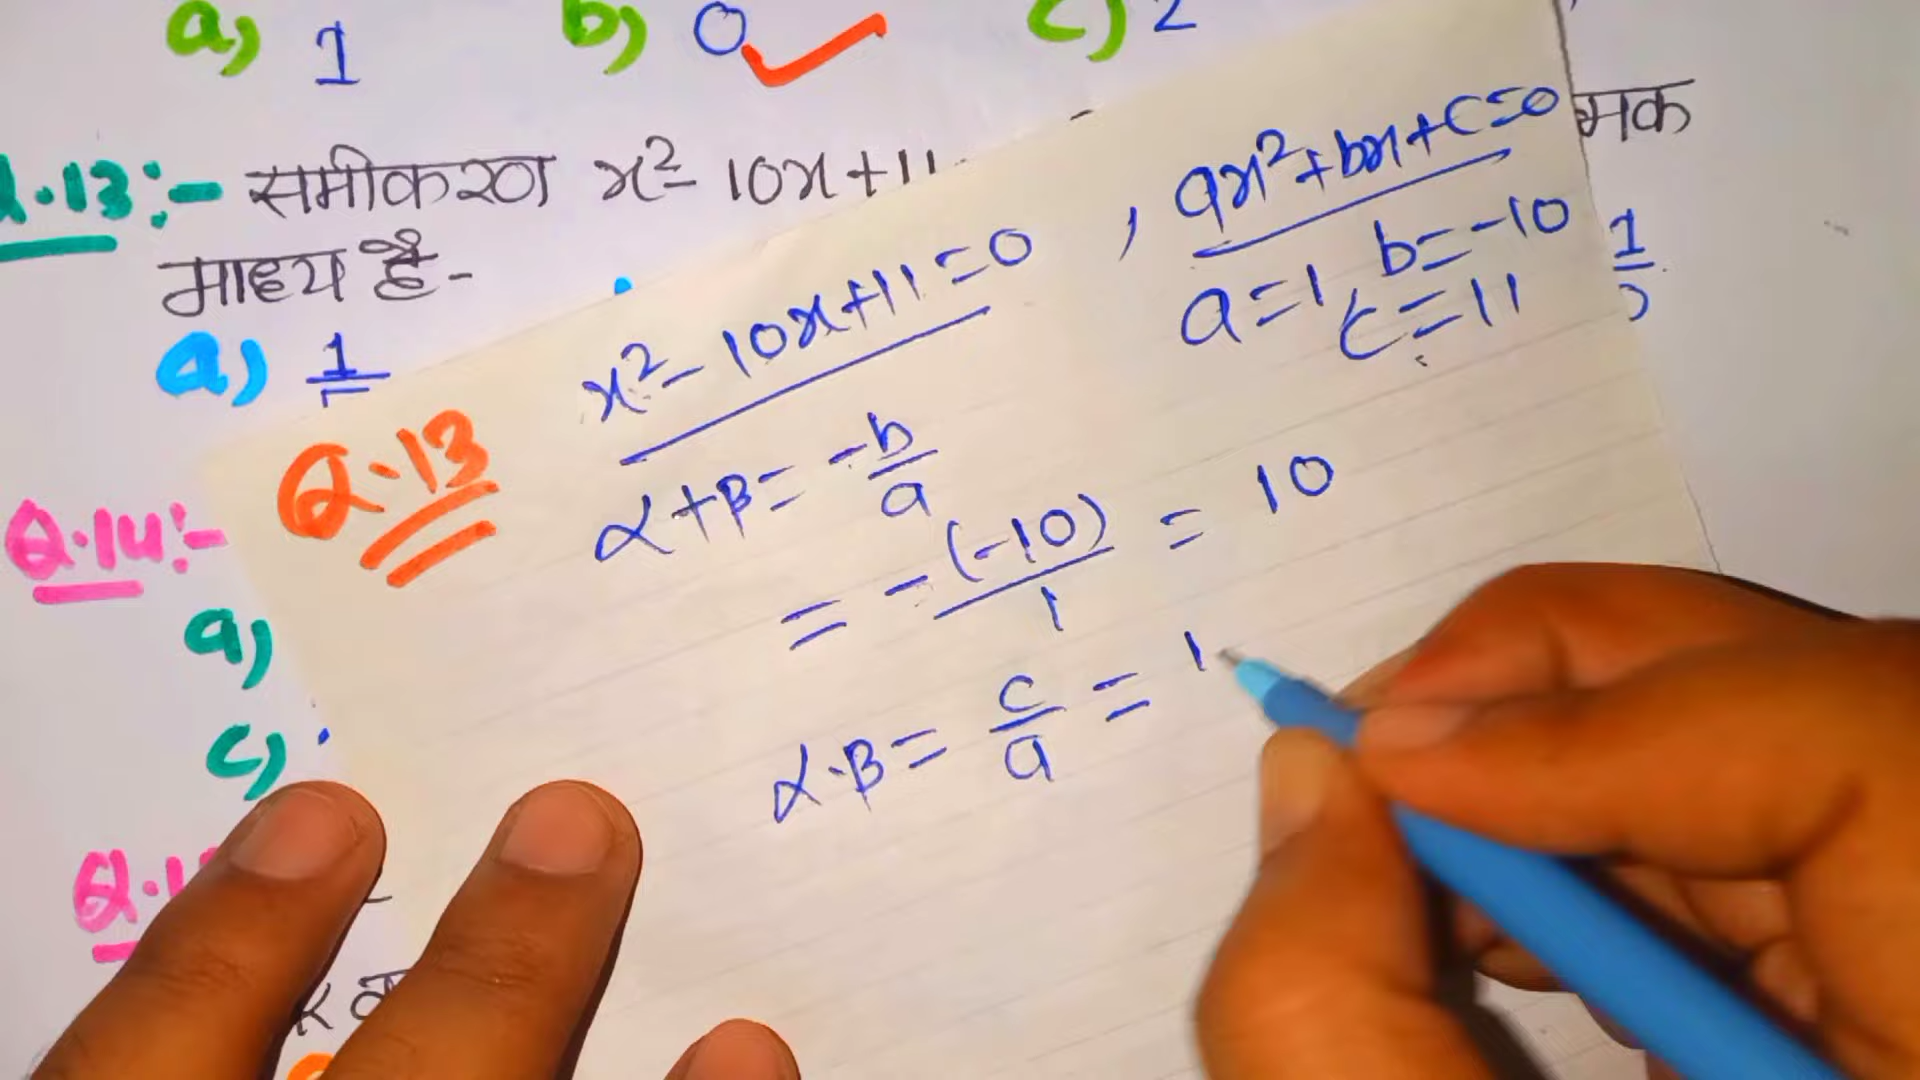 a) 1 b) 0 c) 2
13:- समीकरण x²- 10x+11 मक
माध्य है-
a) 1
x²- 10x+11=0 , ax²+bx+c=0
a=1 b=-10
c=11
1
Q.13
α+β= -b/a
= -(-10)/1 = 10
α·β= c/a = 1
Q.14:-
a)
c)